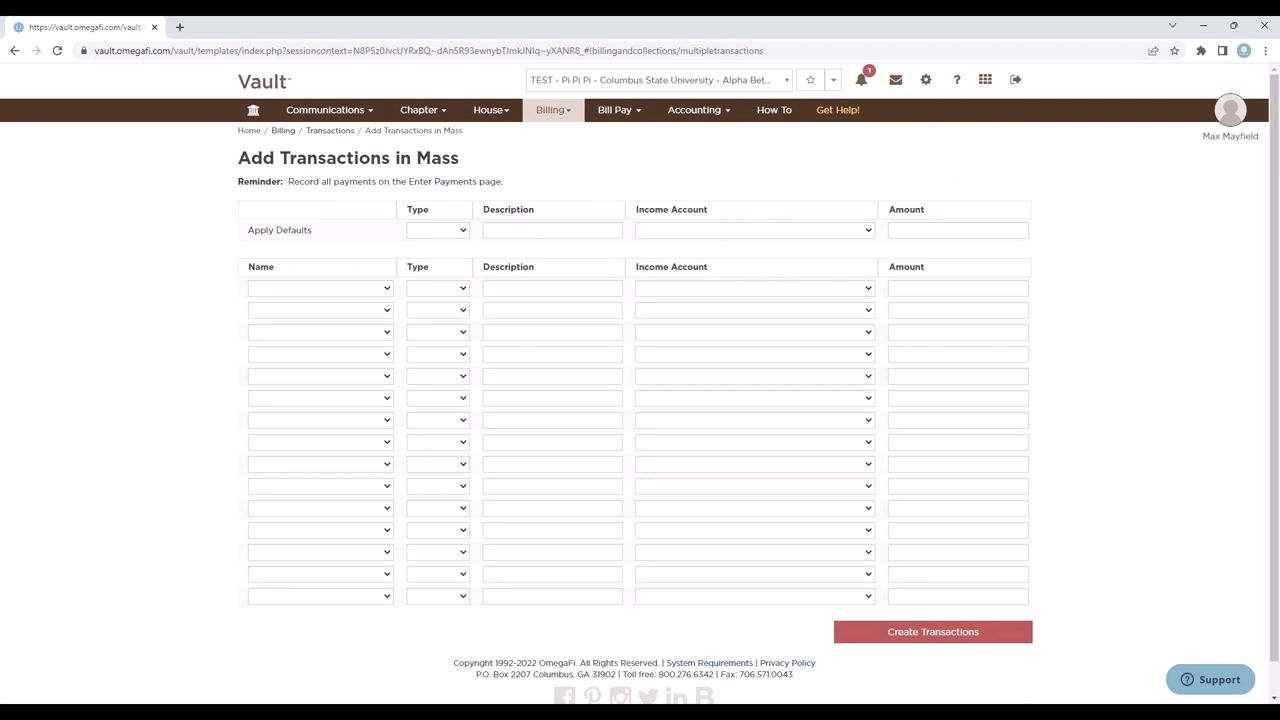 https://vault.omegafi.com/vault/
vault.omegafi.com/vault/templates/index.php?sessioncontext=N8P5z0JvcUYRxBQ~dAn5R93ewnybTJmkJNIq~yXANR8_#!billingandcollections/multipletransactions
Vault
TEST - Pi Pi Pi - Columbus State University - Alpha Bet...
1
Communications
Chapter
House
Billing
Bill Pay
Accounting
How To
Get Help!
Max Mayfield
Home / Billing / Transactions / Add Transactions in Mass
Add Transactions in Mass
Reminder: Record all payments on the Enter Payments page.
Type Description Income Account Amount
Apply Defaults
Name Type Description Income Account Amount
Create Transactions
Copyright 1992-2022 OmegaFi. All Rights Reserved. | System Requirements | Privacy Policy
P.O. Box 2207 Columbus, GA 31902 | Toll free: 800.276.6342 | Fax: 706.571.0043
Support